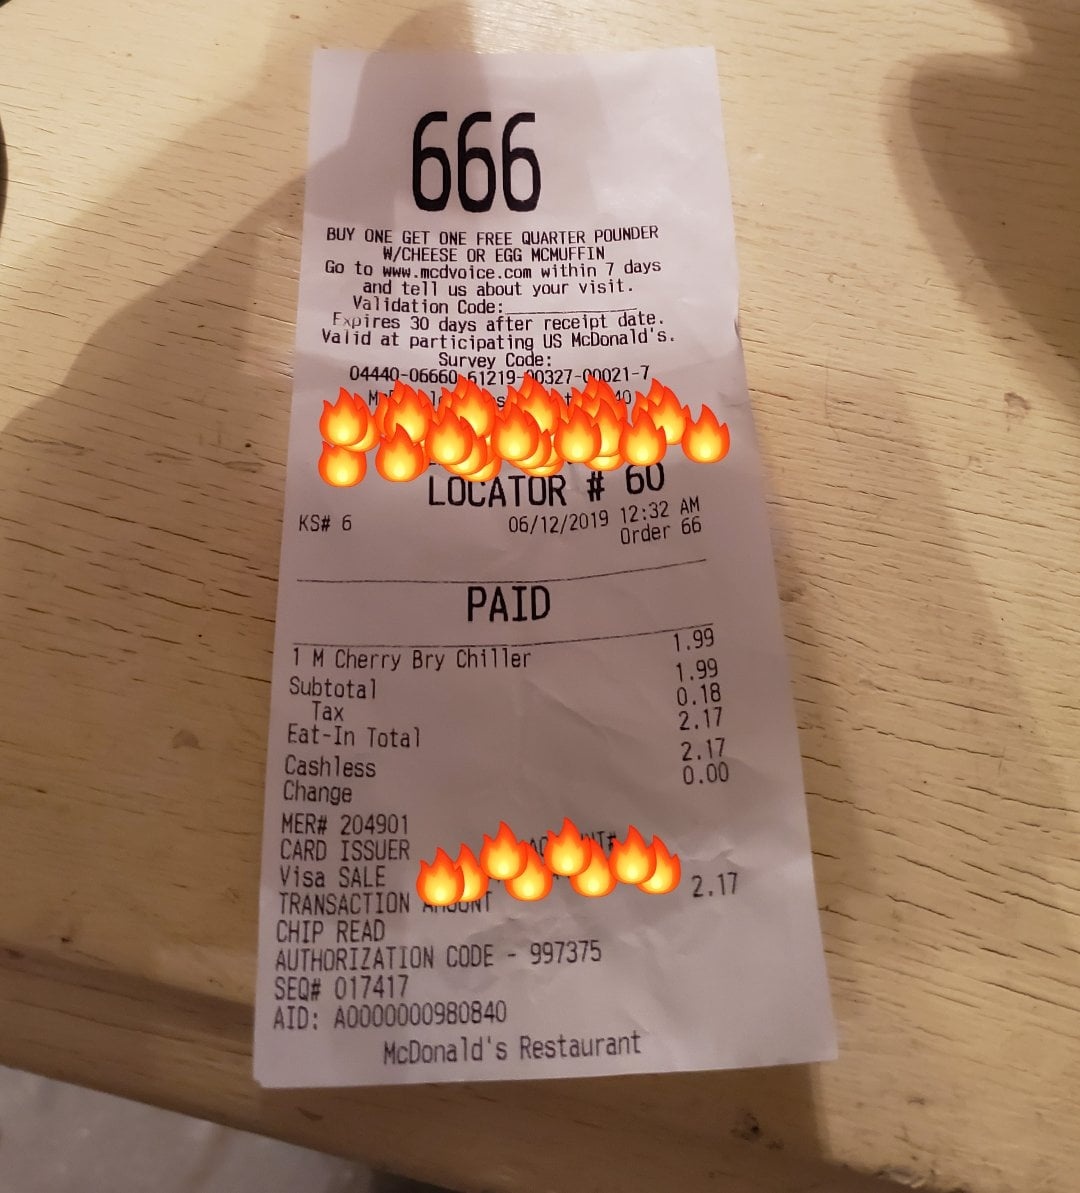 666
BUY ONE GET ONE FREE QUARTER POUNDER
W/CHEESE OR EGG MCMUFFIN
Go to www.mcdvoice.com within 7 days
and tell us about your visit.
Validation Code:____________
Expires 30 days after receipt date.
Valid at participating US McDonald's.
Survey Code:
04440-06660-61219-00327-00021-7
LOCATOR # 60
KS# 6 06/12/2019 12:32 AM
Order 66
PAID
1 M Cherry Bry Chiller 1.99
Subtotal 1.99
Tax 0.18
Eat-In Total 2.17
Cashless 2.17
Change 0.00
MER# 204901
CARD ISSUER
Visa SALE
TRANSACTION AMOUNT 2.17
CHIP READ
AUTHORIZATION CODE - 997375
SEQ# 017417
AID: A0000000980840
McDonald's Restaurant